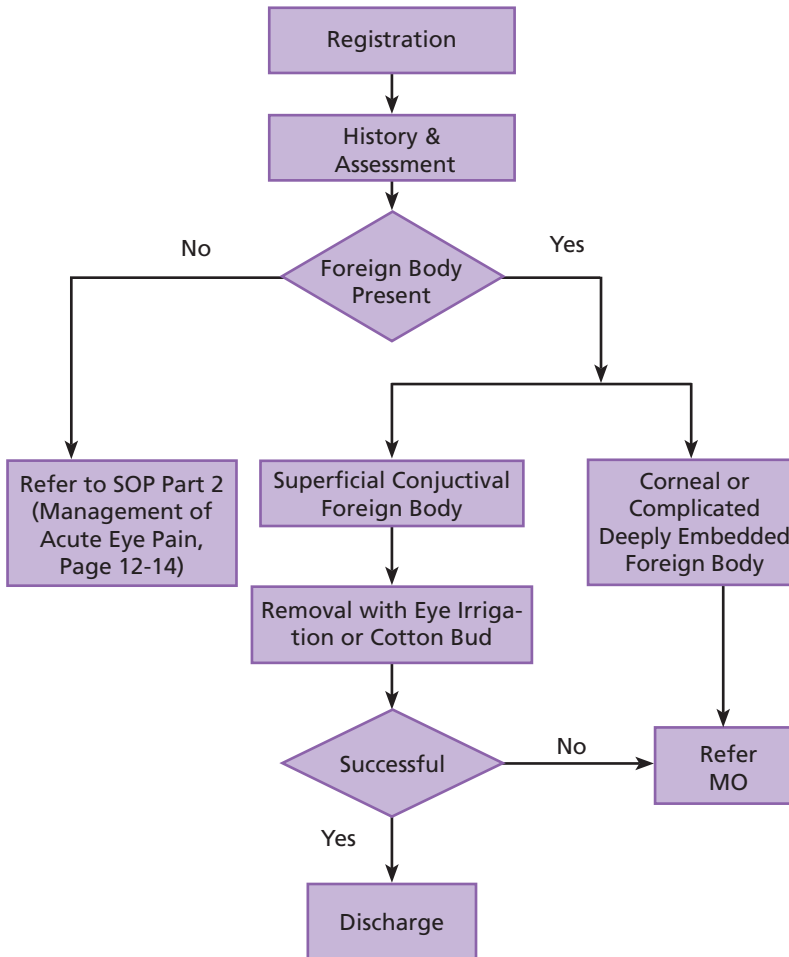 Registration
History &
Assessment
No
Yes
Foreign Body
Present
Refer to SOP Part 2
(Management of
Acute Eye Pain,
Page 12-14)
Superficial Conjuctival
Foreign Body
Corneal or
Complicated
Deeply Embedded
Foreign Body
Removal with Eye Irriga-
tion or Cotton Bud
Successful
No
Refer
MO
Yes
Discharge